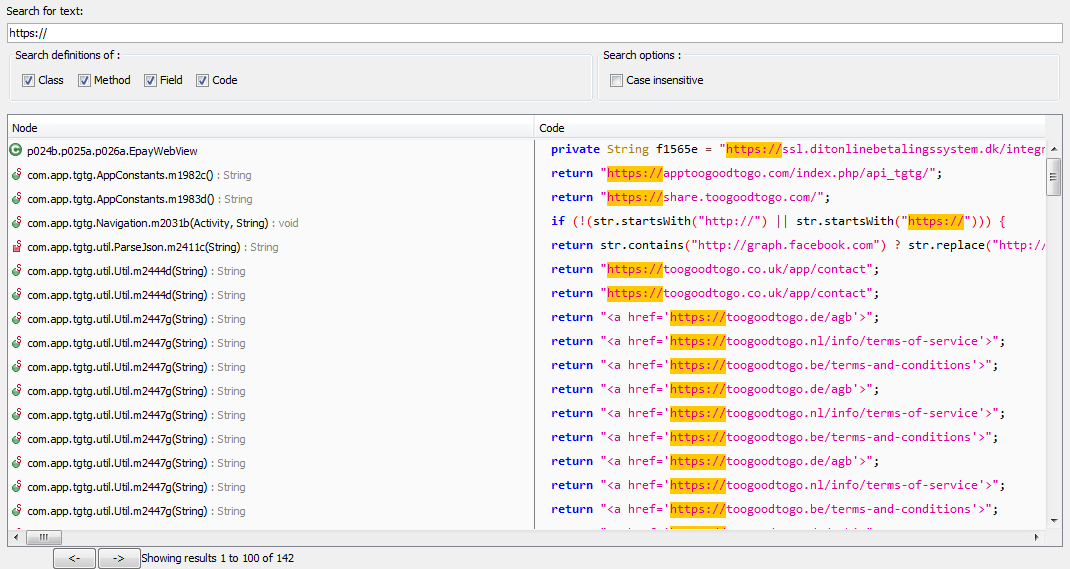 Search for text:
https://
Search definitions of :
Search options :
Class Method Field Code
Case insensitive
Node Code
p024b.p025a.p026a.EpayWebView private String f1565e = "https://ssl.ditonlinebetalingssystem.dk/integr
com.app.tgtg.AppConstants.m1982c() : String return "https://apptoogoodtogo.com/index.php/api_tgtg/";
com.app.tgtg.AppConstants.m1983d() : String return "https://share.toogoodtogo.com/";
com.app.tgtg.Navigation.m2031b(Activity, String) : void if (!(str.startsWith("http://") || str.startsWith("https://"))) {
com.app.tgtg.util.ParseJson.m2411c(String) : String return str.contains("http://graph.facebook.com") ? str.replace("http://
com.app.tgtg.util.Util.m2444d(String) : String return "https://toogoodtogo.co.uk/app/contact";
com.app.tgtg.util.Util.m2444d(String) : String return "https://toogoodtogo.co.uk/app/contact";
com.app.tgtg.util.Util.m2447g(String) : String return "<a href='https://toogoodtogo.de/agb'>";
com.app.tgtg.util.Util.m2447g(String) : String return "<a href='https://toogoodtogo.nl/info/terms-of-service'>";
com.app.tgtg.util.Util.m2447g(String) : String return "<a href='https://toogoodtogo.be/terms-and-conditions'>";
com.app.tgtg.util.Util.m2447g(String) : String return "<a href='https://toogoodtogo.de/agb'>";
com.app.tgtg.util.Util.m2447g(String) : String return "<a href='https://toogoodtogo.nl/info/terms-of-service'>";
com.app.tgtg.util.Util.m2447g(String) : String return "<a href='https://toogoodtogo.be/terms-and-conditions'>";
com.app.tgtg.util.Util.m2447g(String) : String return "<a href='https://toogoodtogo.de/agb'>";
com.app.tgtg.util.Util.m2447g(String) : String return "<a href='https://toogoodtogo.nl/info/terms-of-service'>";
com.app.tgtg.util.Util.m2447g(String) : String return "<a href='https://toogoodtogo.be/terms-and-conditions'>";
<- -> Showing results 1 to 100 of 142